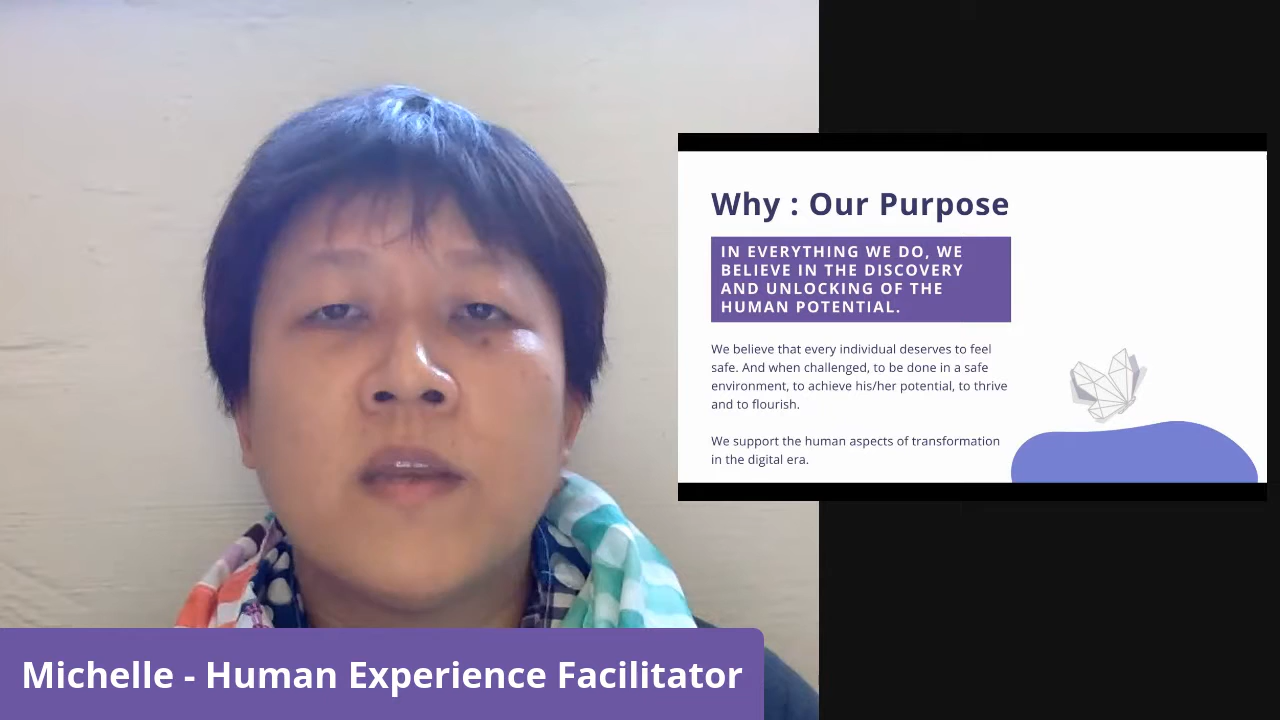 Why : Our Purpose
IN EVERYTHING WE DO, WE
BELIEVE IN THE DISCOVERY
AND UNLOCKING OF THE
HUMAN POTENTIAL.
We believe that every individual deserves to feel
safe. And when challenged, to be done in a safe
environment, to achieve his/her potential, to thrive
and to flourish.
We support the human aspects of transformation
in the digital era.
Michelle - Human Experience Facilitator